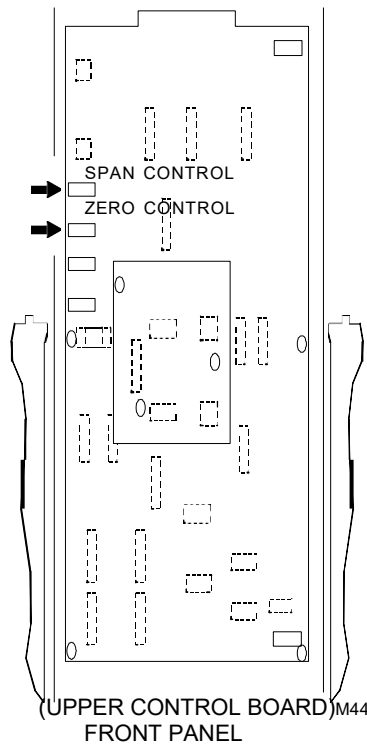 SPAN CONTROL
ZERO CONTROL
(UPPER CONTROL BOARD)M44
FRONT PANEL